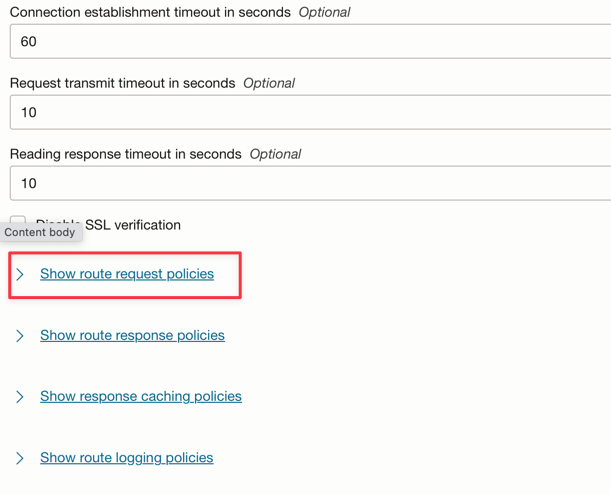 Connection establishment timeout in seconds Optional
60
Request transmit timeout in seconds Optional
10
Reading response timeout in seconds Optional
10
Disable SSL verification
Content body
Show route request policies
Show route response policies
Show response caching policies
Show route logging policies